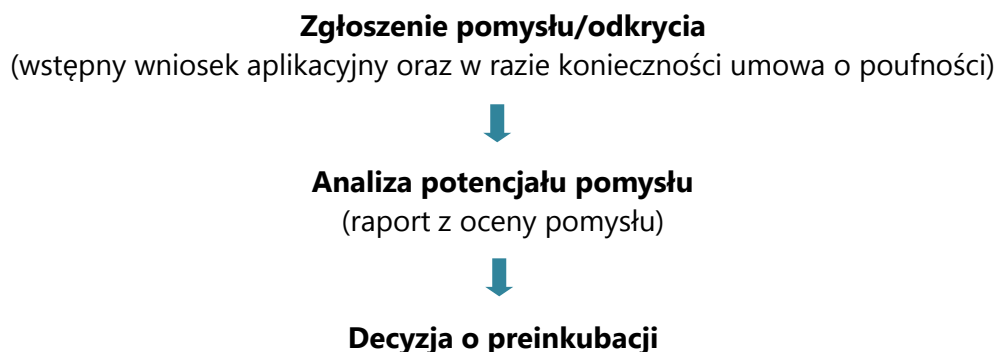 Zgłoszenie pomysłu/odkrycia
(wstępny wniosek aplikacyjny oraz w razie konieczności umowa o poufności)
Analiza potencjału pomysłu
(raport z oceny pomysłu)
Decyzja o preinkubacji